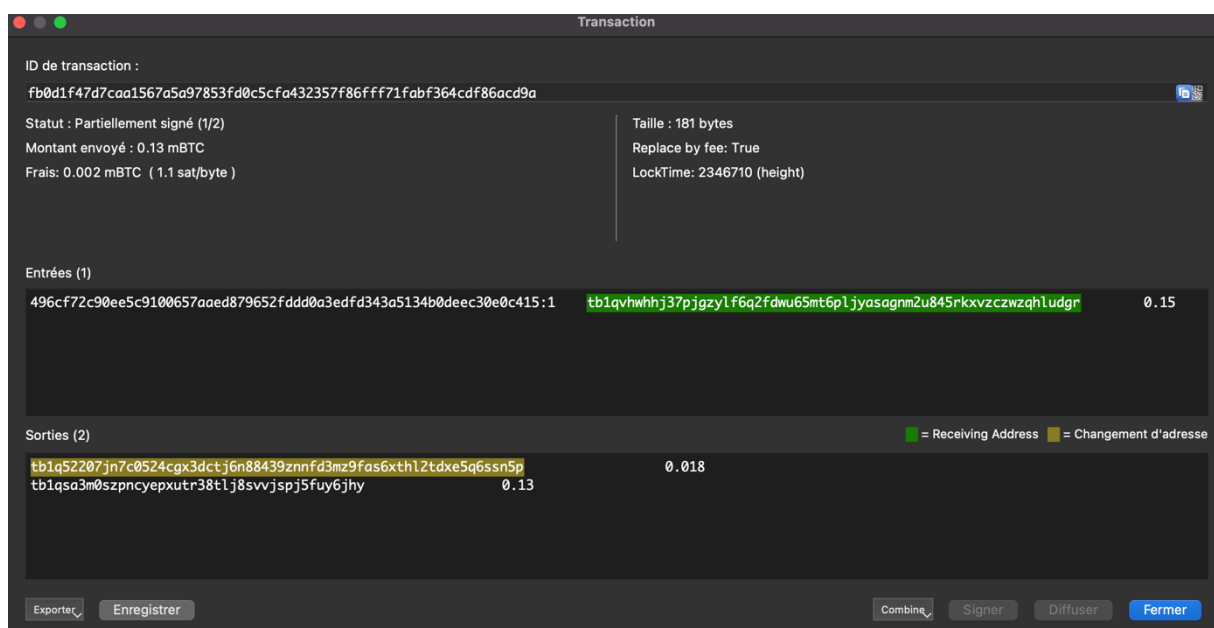 Transaction
ID de transaction :
fb0d1f47d7caa1567a5a97853fd0c5cfa432357f86fff71fabf364cdf86acd9a
Statut : Partiellement signé (1/2)
Taille : 181 bytes
Montant envoyé : 0.13 mBTC
Replace by fee: True
Frais: 0.002 mBTC ( 1.1 sat/byte )
LockTime: 2346710 (height)
Entrées (1)
496cf72c90ee5c9100657aaed879652fddd0a3edfd343a5134b0deec30e0c415:1 tb1qvhwhhj37pjgzylf6q2fdwu65mt6pljyasagnm2u845rkxvzczwzqhludgr 0.15
Sorties (2)
= Receiving Address = Changement d'adresse
tb1q52207jn7c0524cgx3dctj6n88439znnfd3mz9fas6xthl2tdxe5q6ssn5p 0.018
tb1qsa3m0szpncyepxutr38tlj8svvjspj5fuy6jhy 0.13
Exporter
Enregistrer
Combine
Signer
Diffuser
Fermer